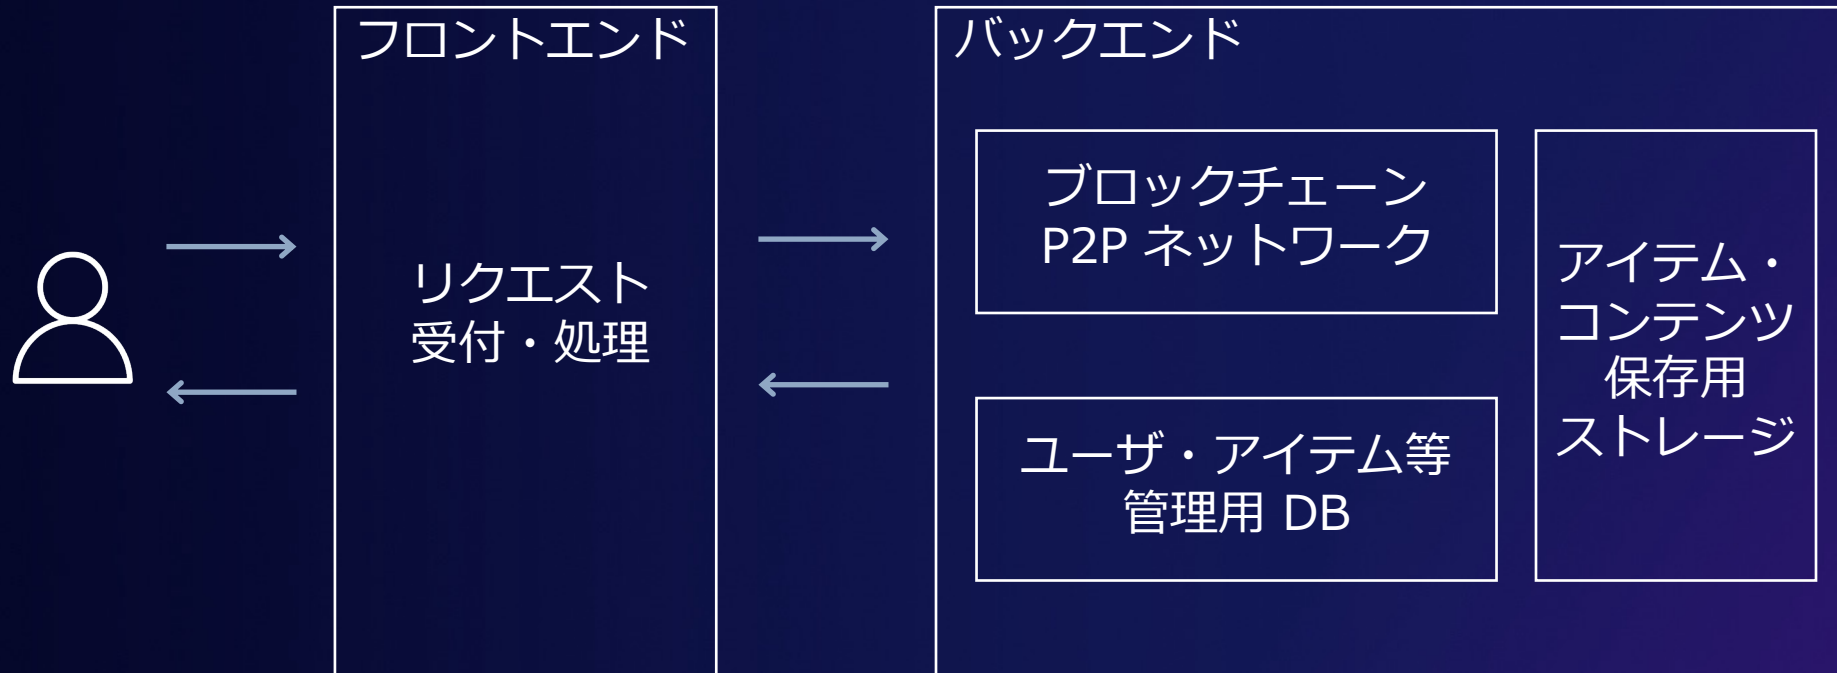 フロントエンド
リクエスト
受付・処理
バックエンド
ブロックチェーン
P2P ネットワーク
ユーザ・アイテム等
管理用 DB
アイテム・
コンテンツ
保存用
ストレージ